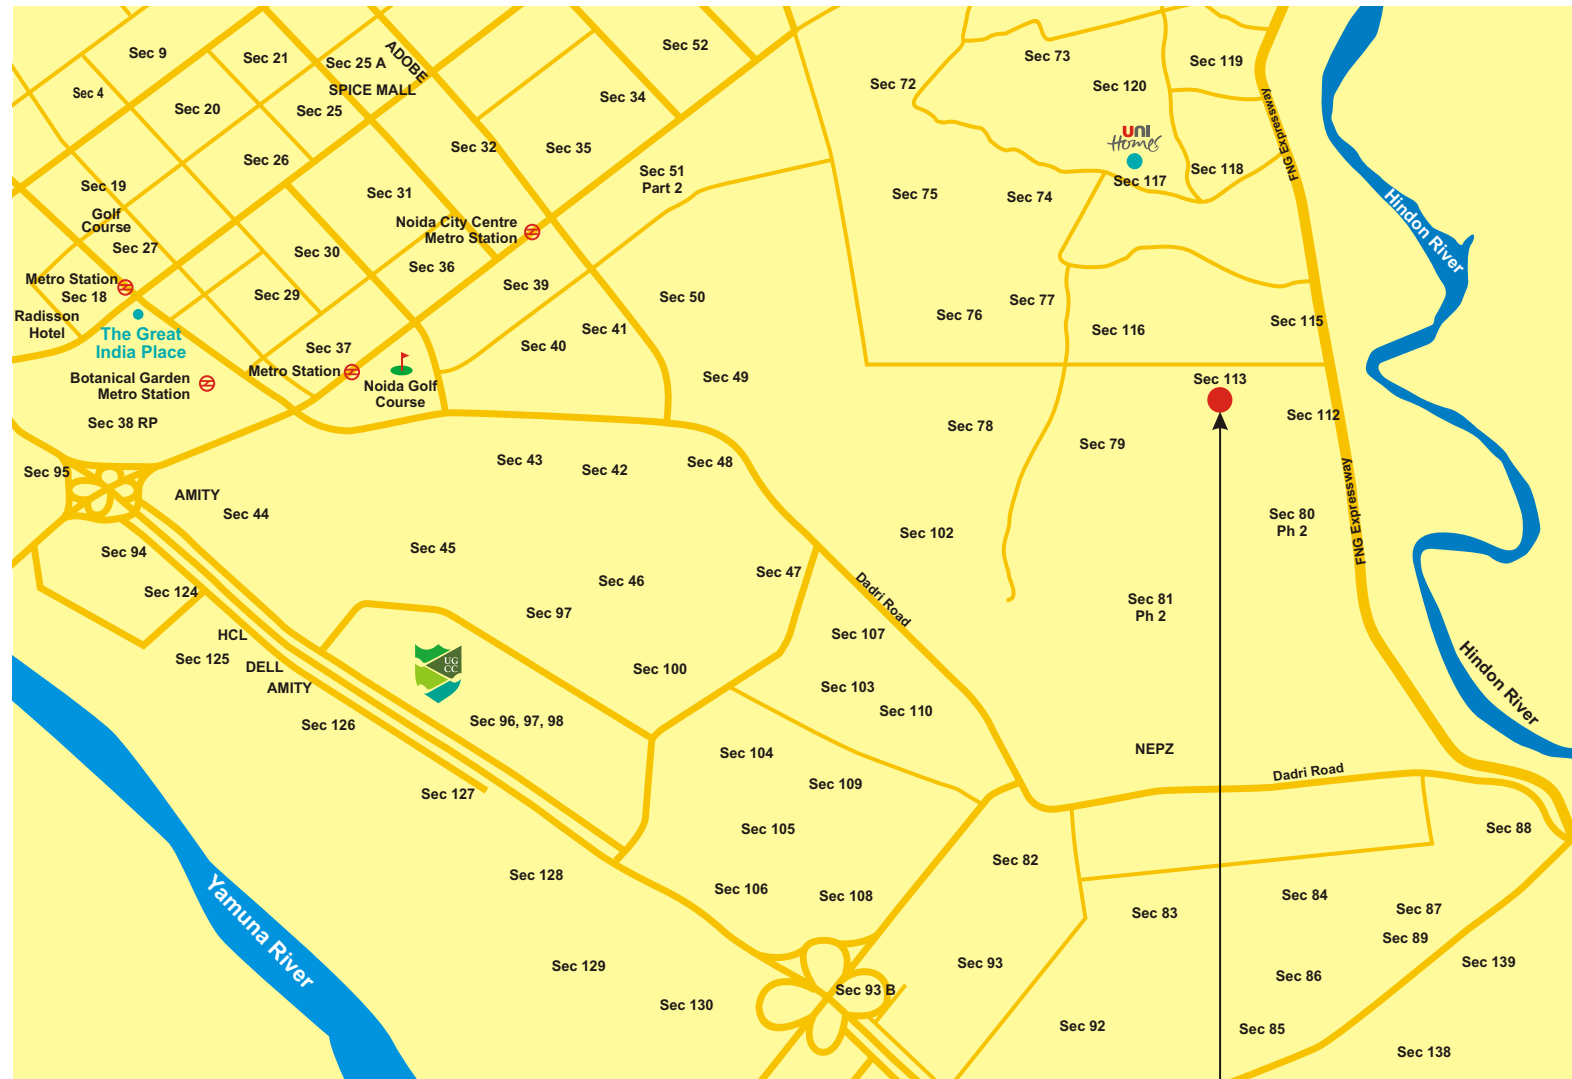 Sec 9
Sec 21
Sec 25 A
ADOBE
Sec 52
Sec 73
Sec 119
Sec 4
Sec 20
SPICE MALL
Sec 25
Sec 34
Sec 72
Sec 120
FNG Expressway
UNI
Homes
Sec 26
Sec 32
Sec 35
Sec 51
Part 2
Sec 117
Sec 118
Sec 19
Sec 31
Sec 75
Sec 74
Golf
Course
Sec 27
Noida City Centre
Metro Station
Hindon River
Sec 30
Sec 36
Metro Station
Sec 18
Sec 29
Sec 39
Sec 50
Sec 77
Radisson
Hotel
The Great
India Place
Sec 41
Sec 76
Sec 116
Sec 115
Sec 37
Sec 40
Metro Station
Botanical Garden
Metro Station
Noida Golf
Course
Sec 49
Sec 113
Sec 112
Sec 38 RP
Sec 78
Sec 79
Sec 95
Sec 43
Sec 42
Sec 48
FNG Expressway
AMITY
Sec 44
Sec 80
Ph 2
Sec 94
Sec 45
Sec 102
Sec 124
Sec 46
Sec 47
Dadri Road
Sec 97
Sec 81
Ph 2
HCL
Sec 125
DELL
AMITY
UG
CC
Sec 107
Sec 100
Hindon River
Sec 103
Sec 110
Sec 126
Sec 96, 97, 98
Sec 104
NEPZ
Sec 127
Sec 109
Dadri Road
Sec 105
Sec 88
Sec 128
Sec 82
Sec 106
Sec 108
Sec 84
Yamuna River
Sec 83
Sec 87
Sec 89
Sec 129
Sec 93
Sec 139
Sec 130
Sec 93 B
Sec 86
Sec 92
Sec 85
Sec 138